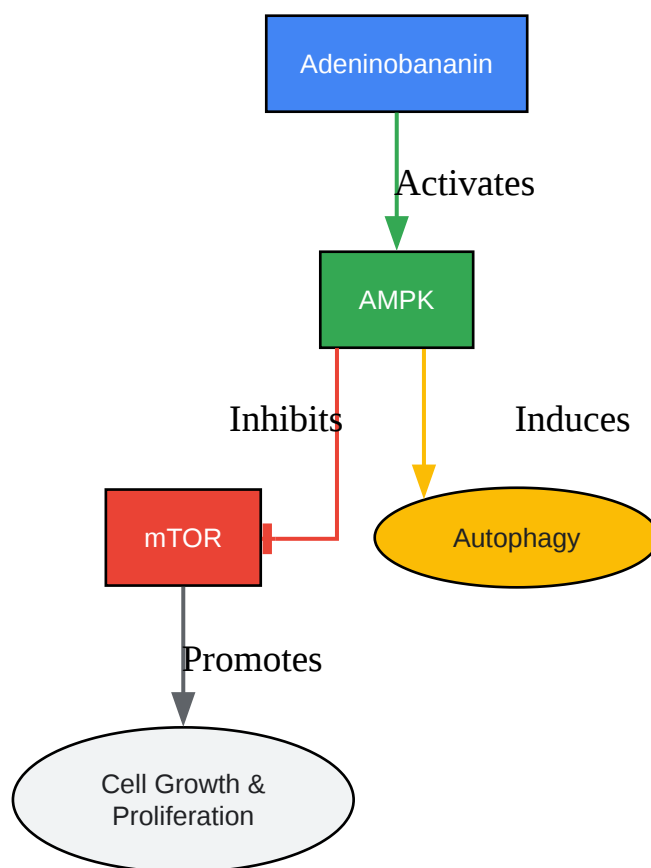 Adeninobananin
Activates
AMPK
Inhibits
Induces
mTOR
Autophagy
Promotes
Cell Growth &
Proliferation